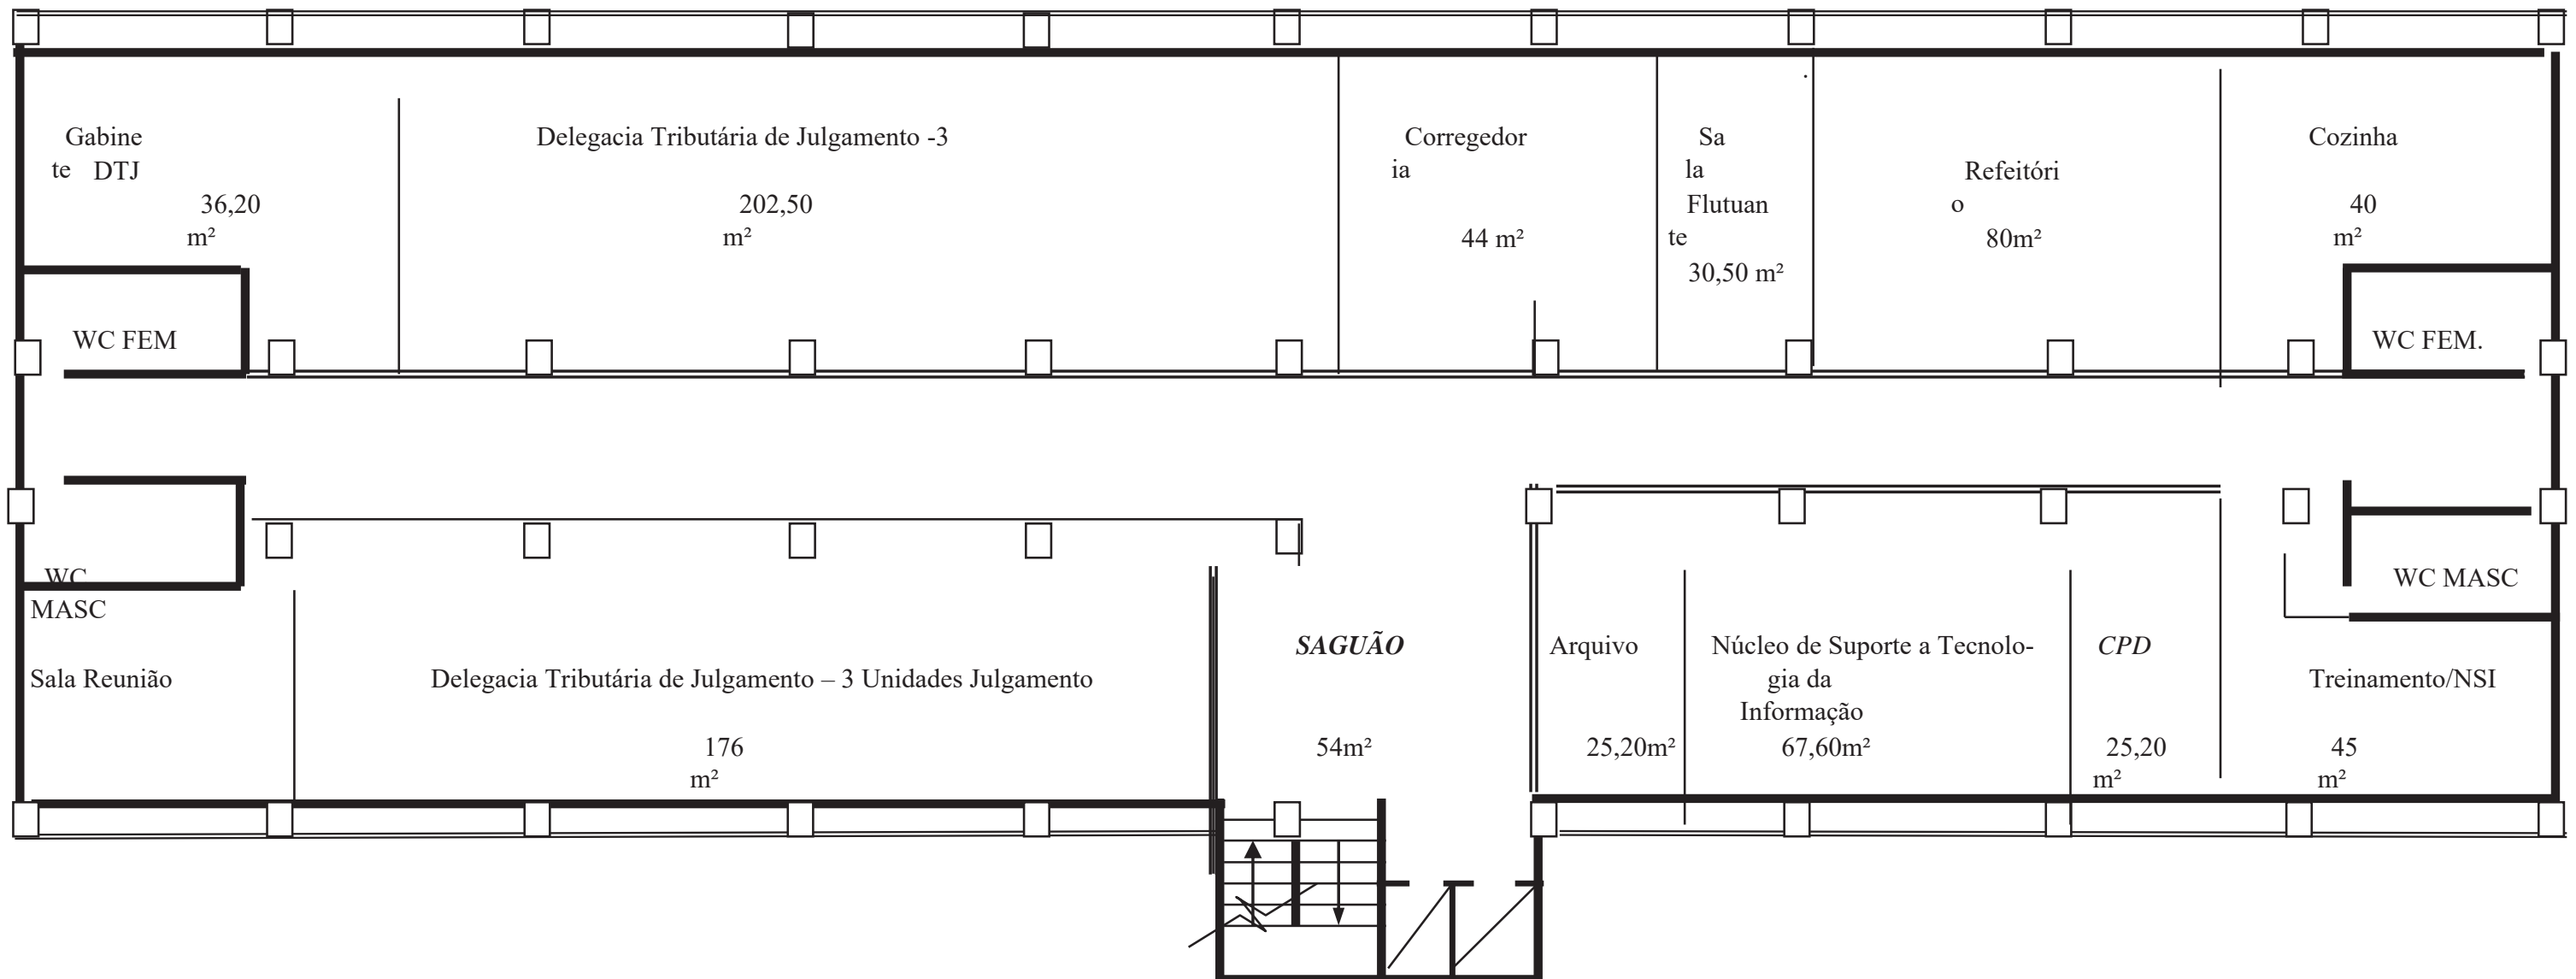 Gabine
te DTJ
36,20
m²
Delegacia Tributária de Julgamento -3
202,50
m²
Corregedor
ia
44 m²
Sa
la
Flutuan
te
30,50 m²
Refeitóri
o
80m²
Cozinha
40
m²
WC FEM
WC FEM.
WC
MASC
Sala Reunião
Delegacia Tributária de Julgamento – 3 Unidades Julgamento
176
m²
SAGUÃO
54m²
Arquivo
25,20m²
Núcleo de Suporte a Tecnolo-
gia da
Informação
67,60m²
CPD
25,20
m²
WC MASC
Treinamento/NSI
45
m²